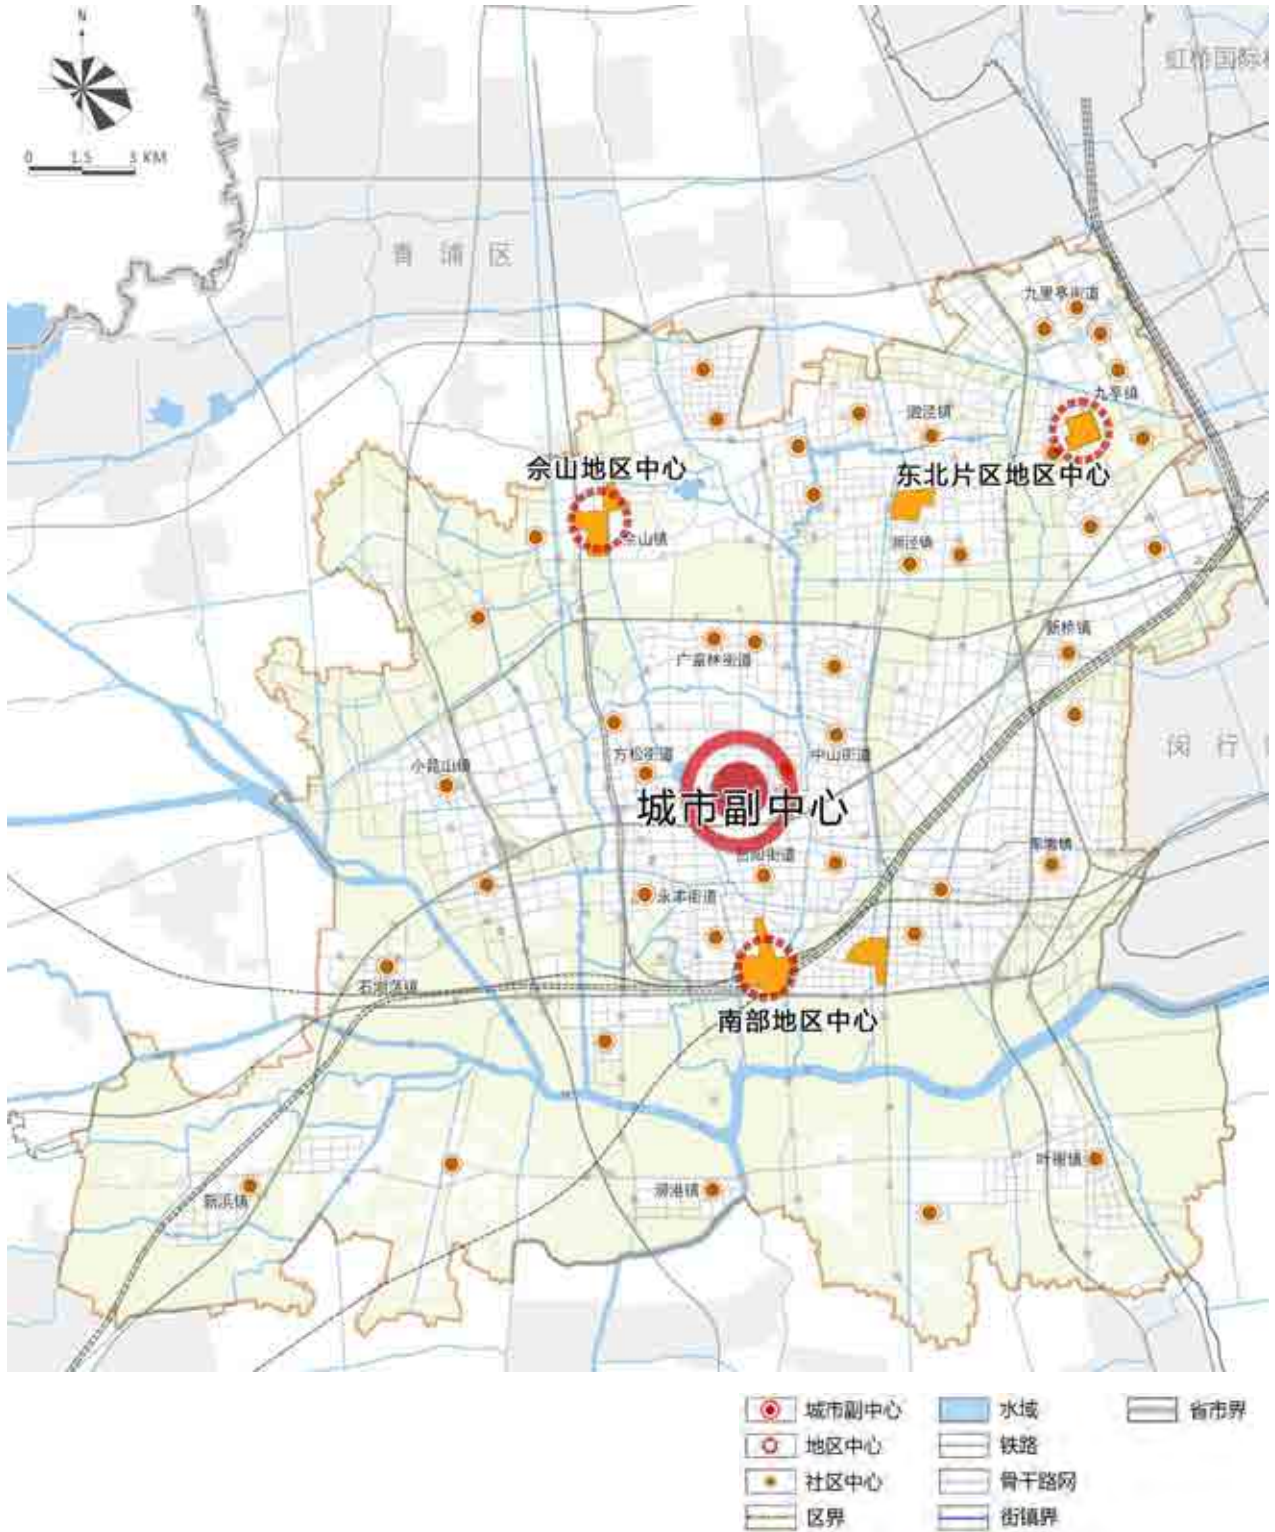 N
0 1.5 3 KM
虹桥国际机
青浦区
九里亭街道
九亭镇
泗泾镇
佘山地区中心
东北片区地区中心
佘山镇
洞泾镇
新桥镇
广富林街道
闵行
方松街道
中山街道
小昆山镇
城市副中心
岳阳街道
车墩镇
永丰街道
石湖荡镇
南部地区中心
叶榭镇
新浜镇
泖港镇
城市副中心
水域
省市界
地区中心
铁路
社区中心
骨干路网
区界
街镇界